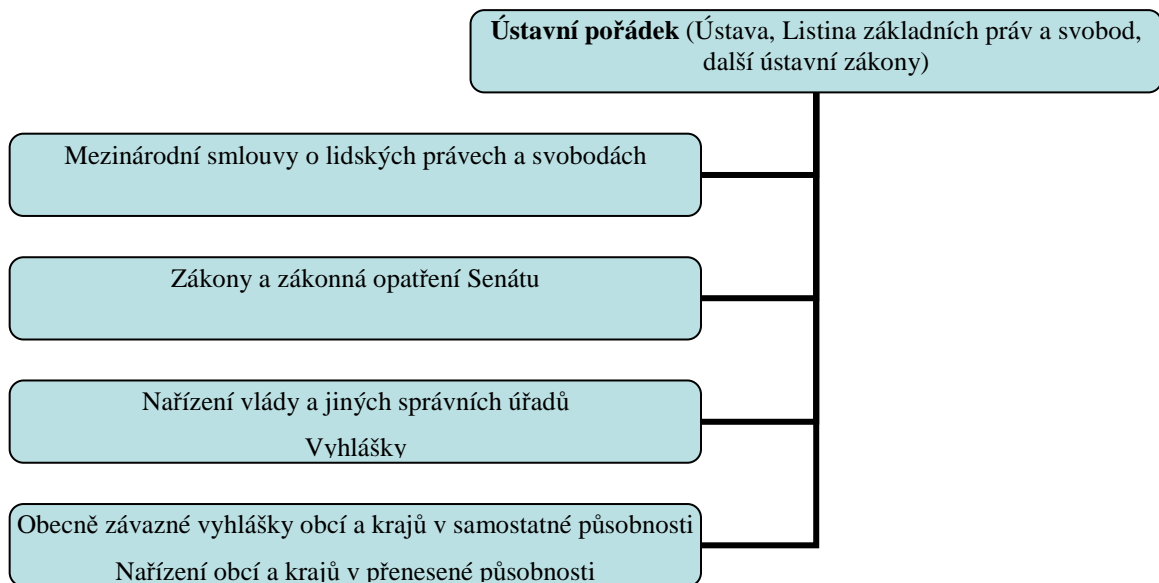 Ústavní pořádek (Ústava, Listina základních práv a svobod,
další ústavní zákony)
Mezinárodní smlouvy o lidských právech a svobodách
Zákony a zákonná opatření Senátu
Nařízení vlády a jiných správních úřadů
Vyhlášky
Obecně závazné vyhlášky obcí a krajů v samostatné působnosti
Nařízení obcí a krajů v přenesené působnosti